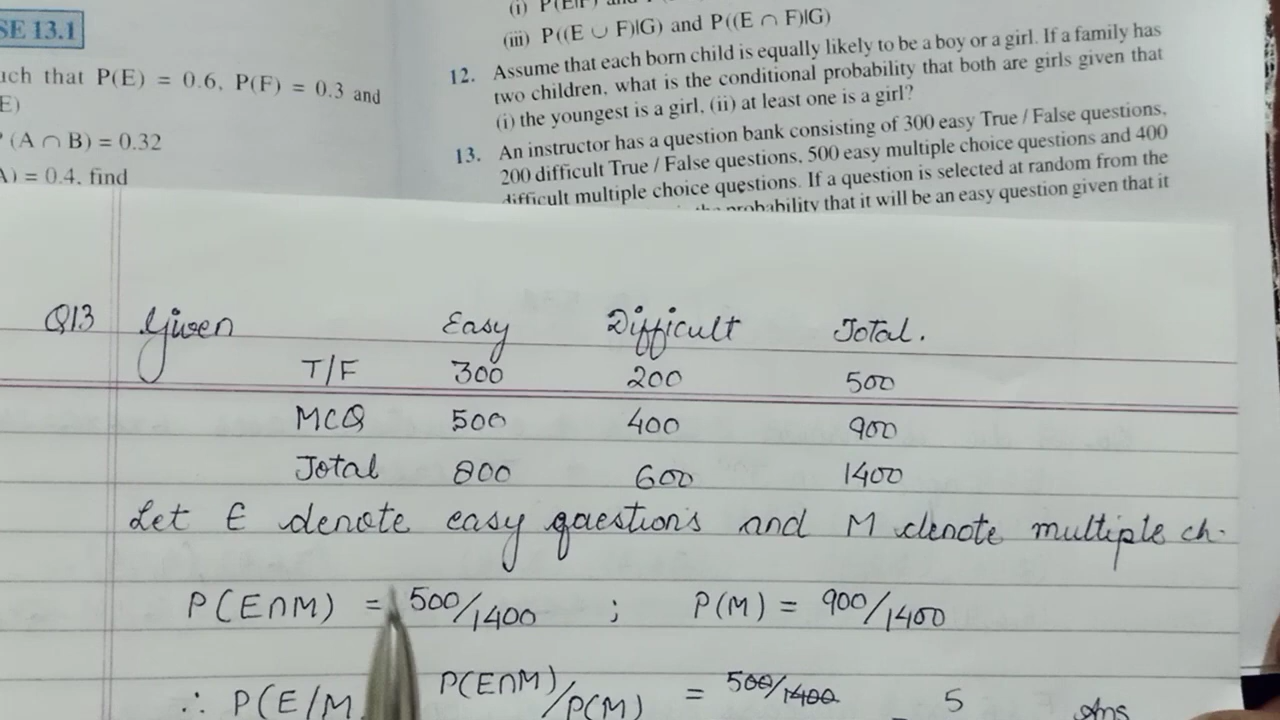 SE 13.1
uch that P(E) = 0.6, P(F) = 0.3 and
E)
P (A ∩ B) = 0.32
A) = 0.4, find
(i) P(E|F) and
(iii) P((E ∪ F)|G) and P((E ∩ F)|G)
12. Assume that each born child is equally likely to be a boy or a girl. If a family has
two children, what is the conditional probability that both are girls given that
(i) the youngest is a girl, (ii) at least one is a girl?
13. An instructor has a question bank consisting of 300 easy True / False questions,
200 difficult True / False questions, 500 easy multiple choice questions and 400
difficult multiple choice questions. If a question is selected at random from the
the probability that it will be an easy question given that it
Q13 Given Easy Difficult Total.
T/F 300 200 500
MCQ 500 400 900
Total 800 600 1400
Let E denote easy questions and M denote multiple ch.
P(E∩M) = 500/1400 ; P(M) = 900/1400
∴ P(E/M P(E∩M)/P(M) = 500/1400 5 Ans